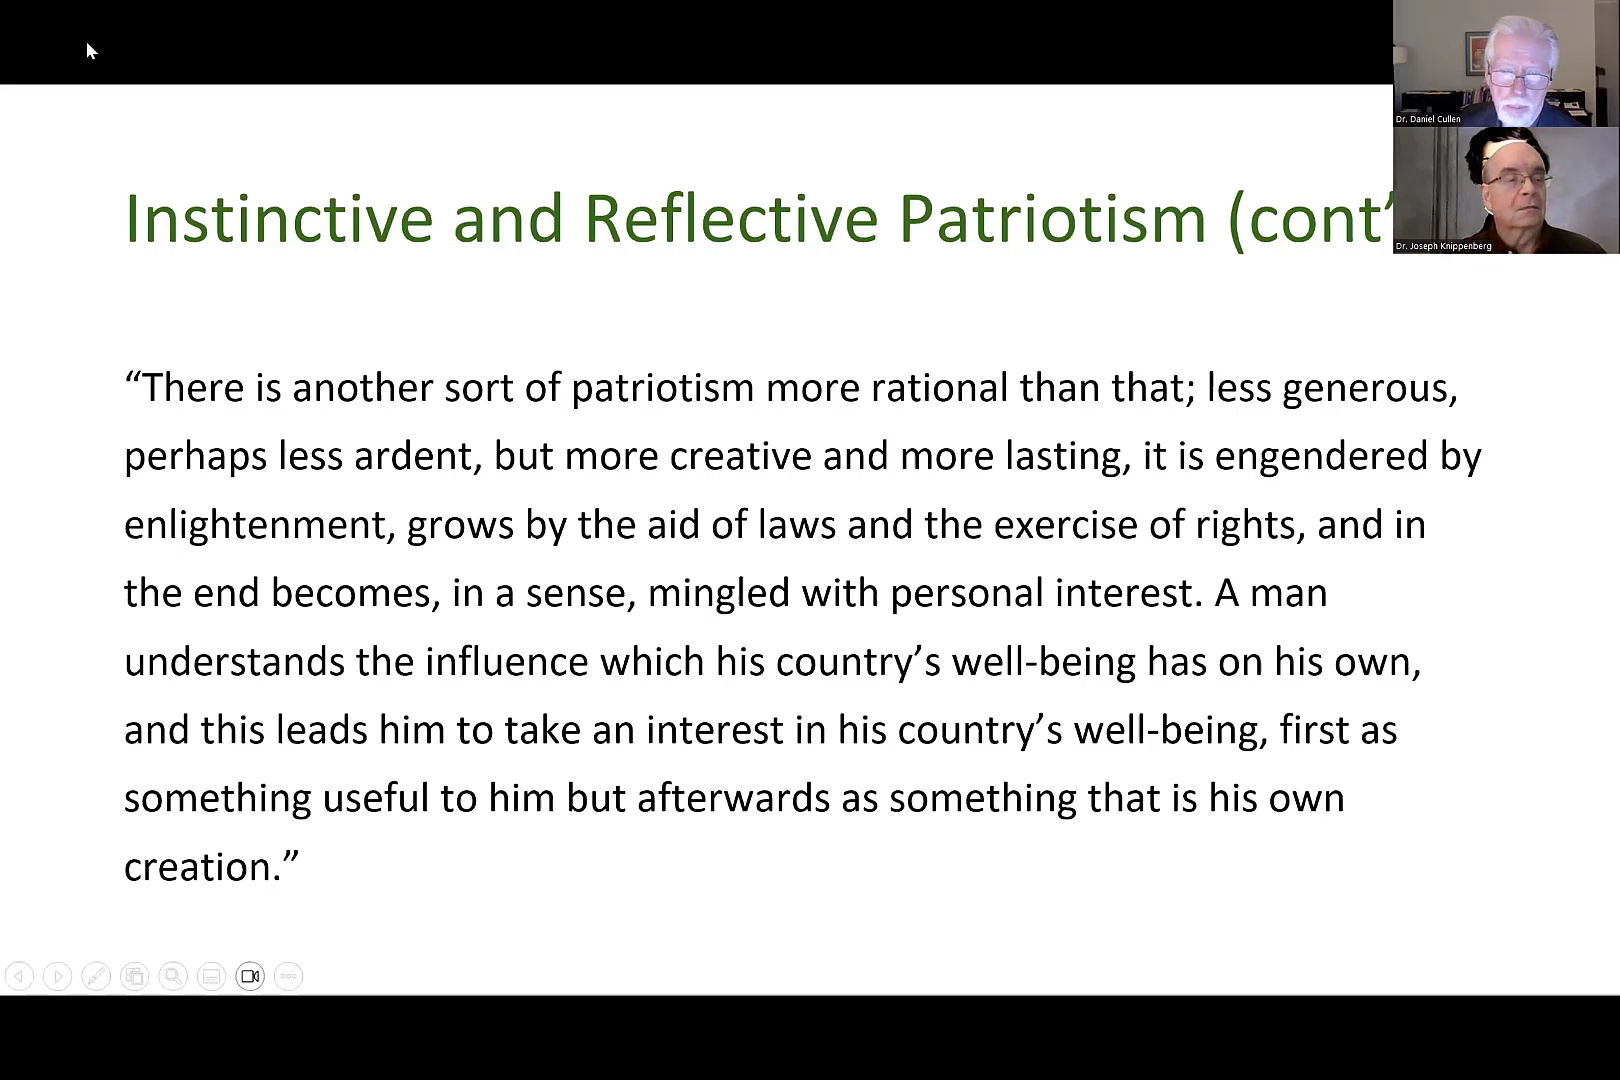 Dr. Daniel Cullen
Dr. Joseph Knippenberg
Instinctive and Reflective Patriotism (cont’
“There is another sort of patriotism more rational than that; less generous,
perhaps less ardent, but more creative and more lasting, it is engendered by
enlightenment, grows by the aid of laws and the exercise of rights, and in
the end becomes, in a sense, mingled with personal interest. A man
understands the influence which his country’s well-being has on his own,
and this leads him to take an interest in his country’s well-being, first as
something useful to him but afterwards as something that is his own
creation.”